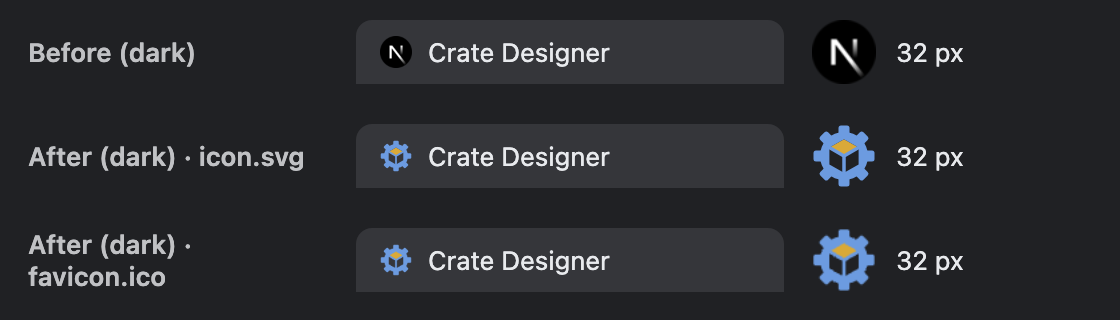 Before (dark)
Crate Designer
32 px
After (dark) · icon.svg
Crate Designer
32 px
After (dark) ·
favicon.ico
Crate Designer
32 px